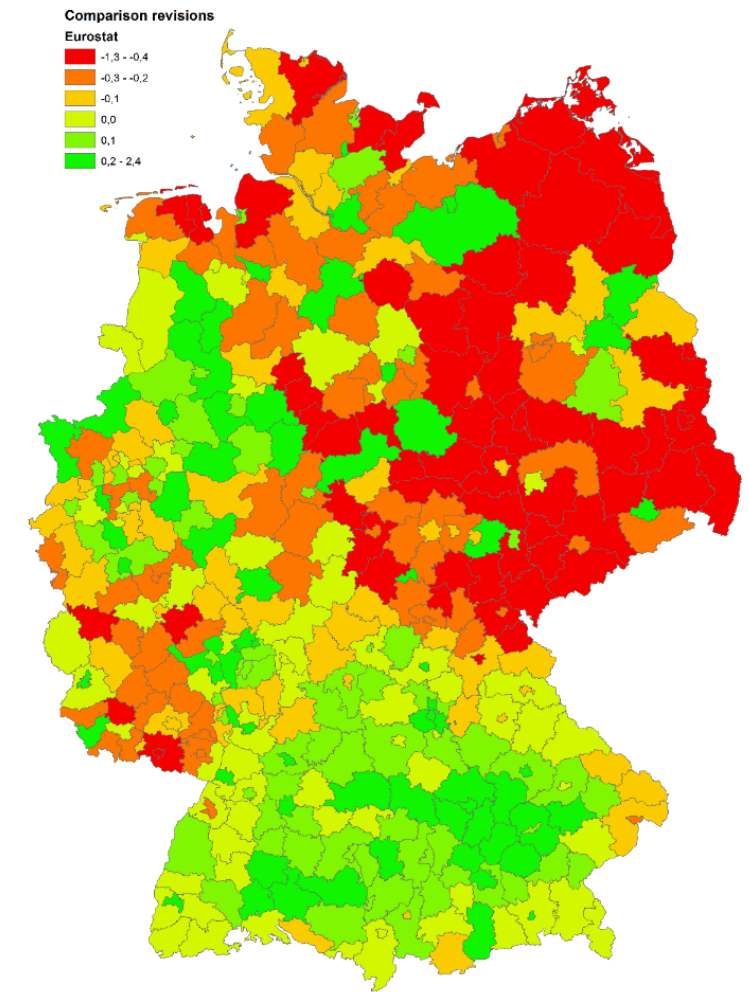 Comparison revisions
Eurostat
-1,3 - -0,4
-0,3 - -0,2
-0,1
0,0
0,1
0,2 - 2,4